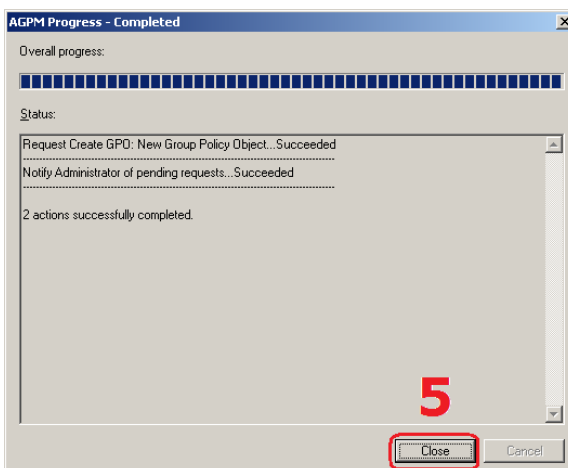 AGPM Progress - Completed
Overall progress:
Status:
Request Create GPO: New Group Policy Object...Succeeded
Notify Administrator of pending requests...Succeeded
2 actions successfully completed.
5
Close
Cancel